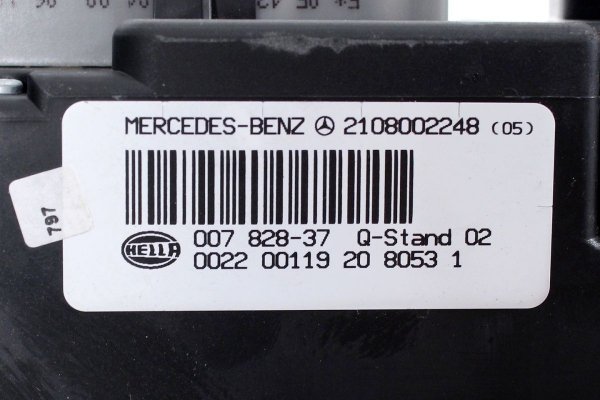 MERCEDES-BENZ 2108002248 (05)
HELLA
007 828-37 Q-Stand 02
0022 00119 20 8053 1
797